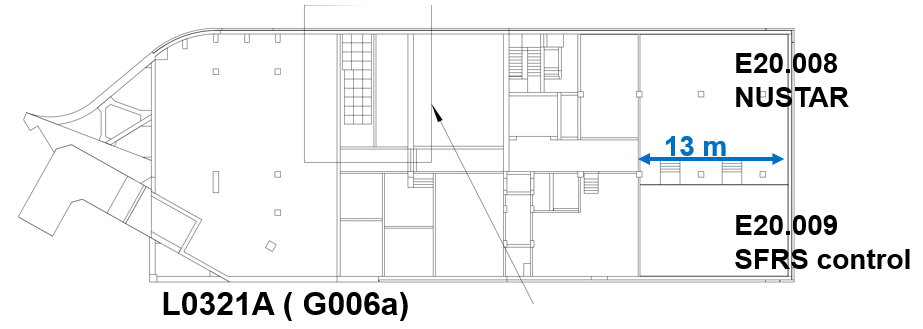 E20.008
NUSTAR
13 m
E20.009
SFRS control
L0321A ( G006a)